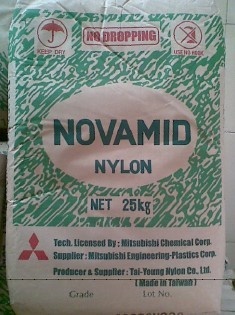 NO DROPPING
KEEP DRY
USE NO HOOK
NOVAMID
NYLON
NET 25kg
Tech. Licensed By : Mitsubishi Chemical Corp.
Supplier : Mitsubishi Engineering-Plastics Corp.
Producer & Supplier : Tai-Young Nylon Co., Ltd.
( Made in Taiwan )
Grade Lot No.